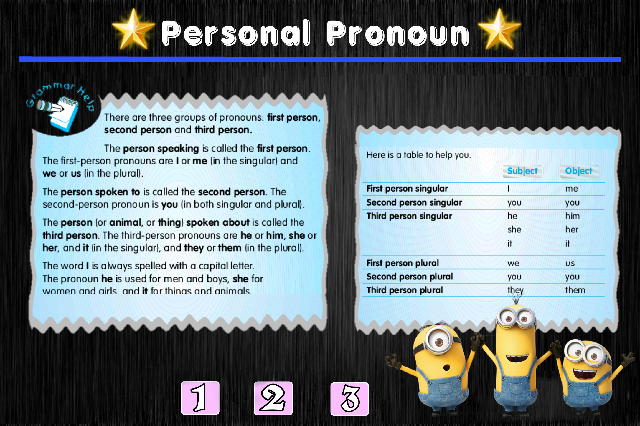 Personal Pronoun
Grammar Help
There are three groups of pronouns: first person,
second person and third person.
The person speaking is called the first person.
The first-person pronouns are I or me (in the singular) and
we or us (in the plural).
The person spoken to is called the second person. The
second-person pronoun is you (in both singular and plural).
The person (or animal, or thing) spoken about is called the
third person. The third-person pronouns are he or him, she or
her, and it (in the singular), and they or them (in the plural).
The word I is always spelled with a capital letter.
The pronoun he is used for men and boys, she for
women and girls, and it for things and animals.
Here is a table to help you.
Subject Object
First person singular I me
Second person singular you you
Third person singular he him
she her
it it
First person plural we us
Second person plural you you
Third person plural they them
1 2 3